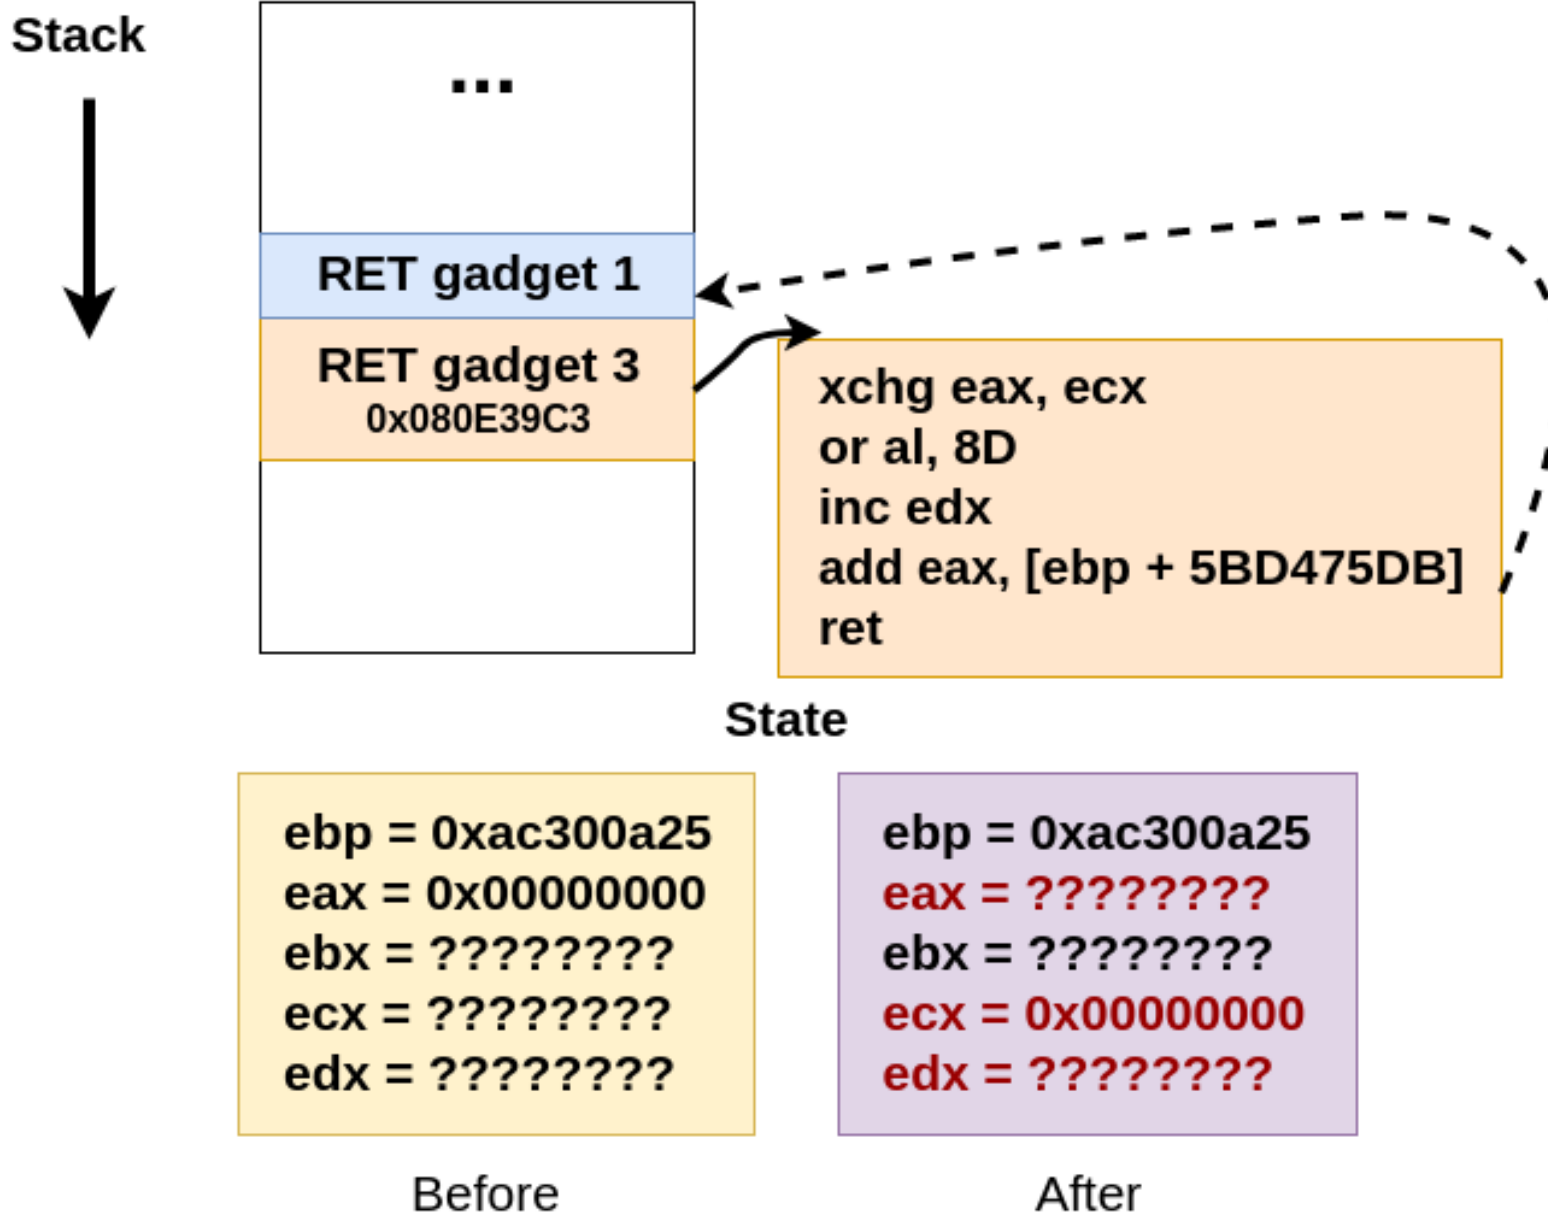 Stack
...
RET gadget 1
RET gadget 3
0x080E39C3
xchg eax, ecx
or al, 8D
inc edx
add eax, [ebp + 5BD475DB]
ret
State
ebp = 0xac300a25
eax = 0x00000000
ebx = ????????
ecx = ????????
edx = ????????
Before
ebp = 0xac300a25
eax = ????????
ebx = ????????
ecx = 0x00000000
edx = ????????
After